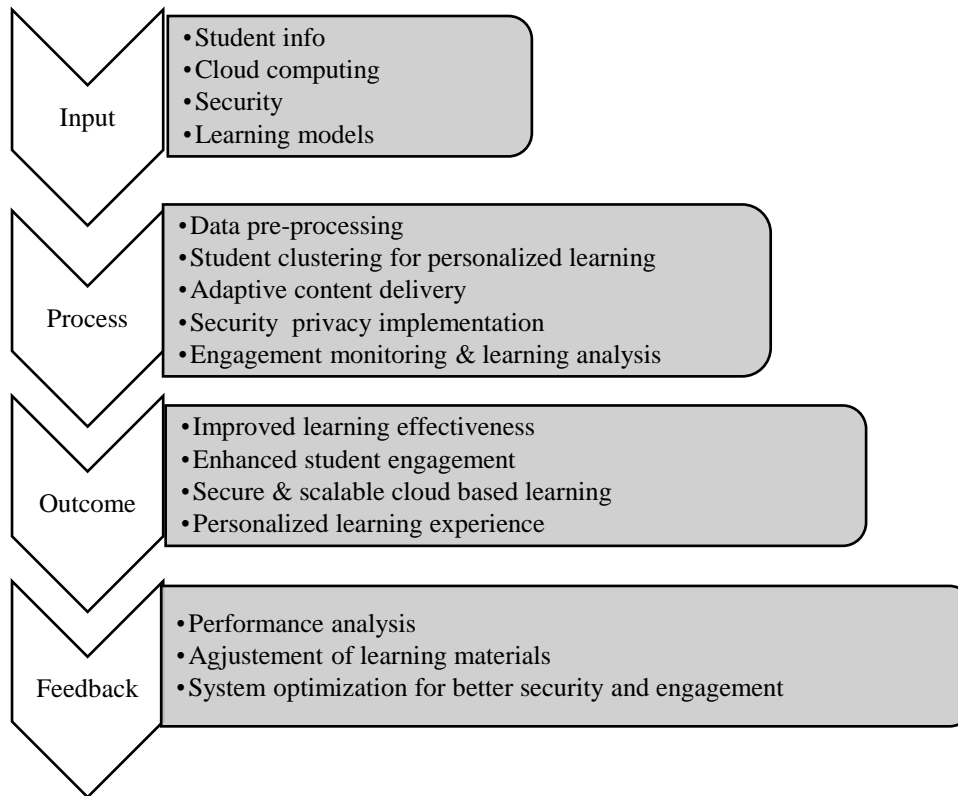 Input
•Student info
•Cloud computing
•Security
•Learning models
Process
•Data pre-processing
•Student clustering for personalized learning
•Adaptive content delivery
•Security  privacy implementation
•Engagement monitoring & learning analysis
Outcome
•Improved learning effectiveness
•Enhanced student engagement
•Secure & scalable cloud based learning
•Personalized learning experience
Feedback
•Performance analysis
•Agjustement of learning materials
•System optimization for better security and engagement